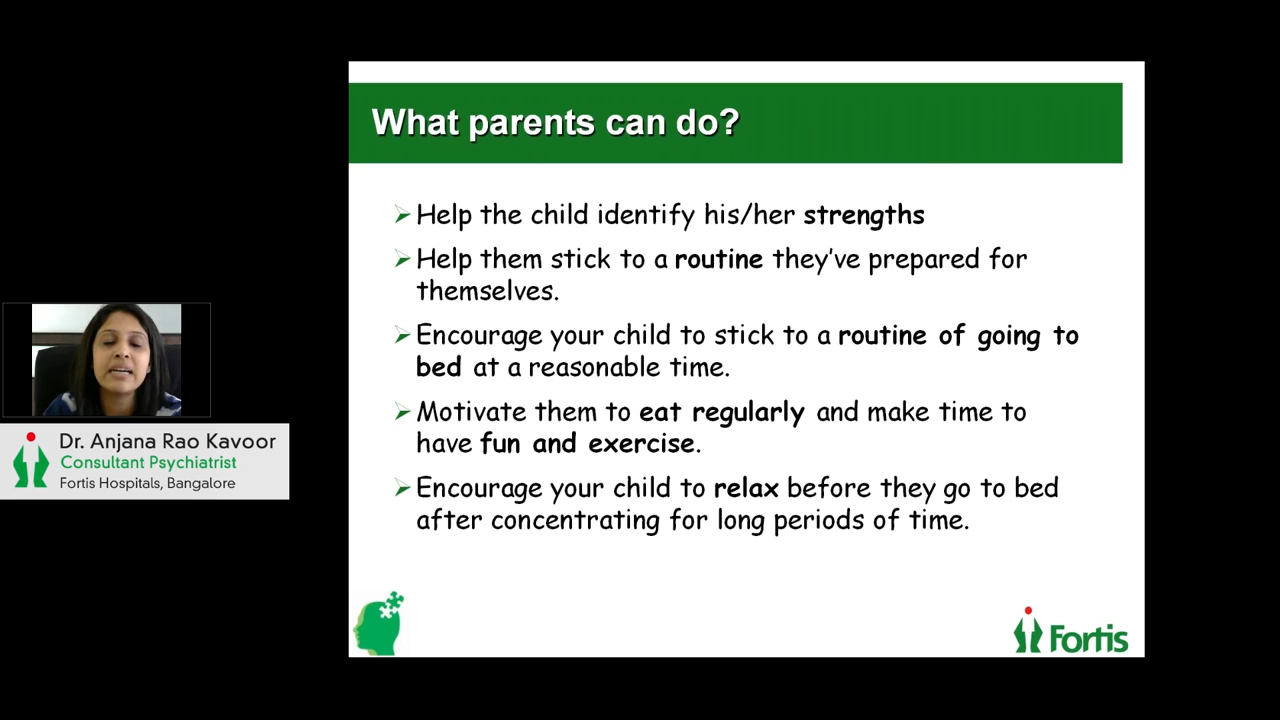 What parents can do?
Help the child identify his/her strengths
Help them stick to a routine they've prepared for
themselves.
Encourage your child to stick to a routine of going to
bed at a reasonable time.
Motivate them to eat regularly and make time to
have fun and exercise.
Encourage your child to relax before they go to bed
after concentrating for long periods of time.
Dr. Anjana Rao Kavoor
Consultant Psychiatrist
Fortis Hospitals, Bangalore
Fortis